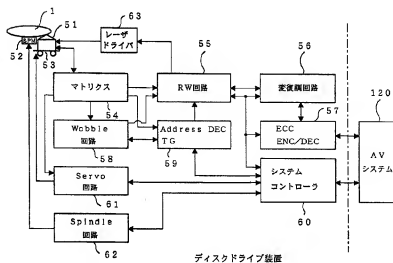 1
51
52
SPM
53
63
レーザ
ドライバ
55
56
マトリクス
RW回路
変復調回路
54
57
120
Wobble
回路
Address DEC
TG
ECC
ENC/DEC
AV
システム
58
59
Servo
回路
システム
コントローラ
61
60
Spindle
回路
62
ディスクドライブ装置